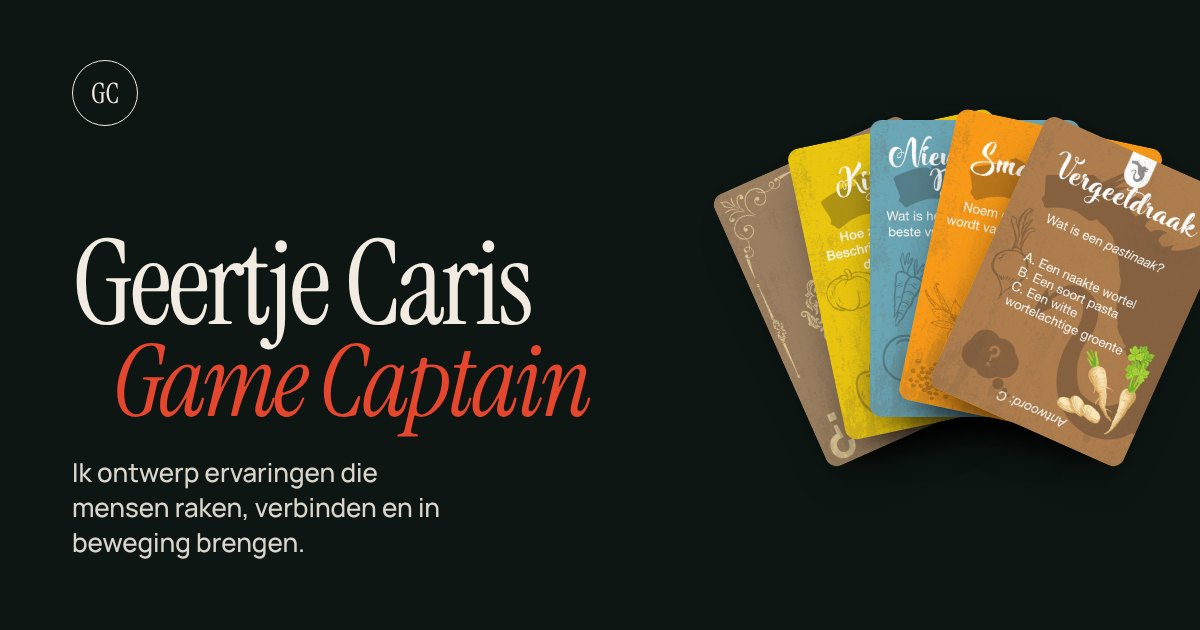 GC
Geertje Caris
Game Captain
Ik ontwerp ervaringen die
mensen raken, verbinden en in
beweging brengen.
Wat is
beste
Noem
wordt
Hoe
Vergeetdraak
Wat is een pastinaak?
A. Een naakte wortel
B. Een soort pasta
C. Een witte
wortelachtige groente
?
Antwoord: C